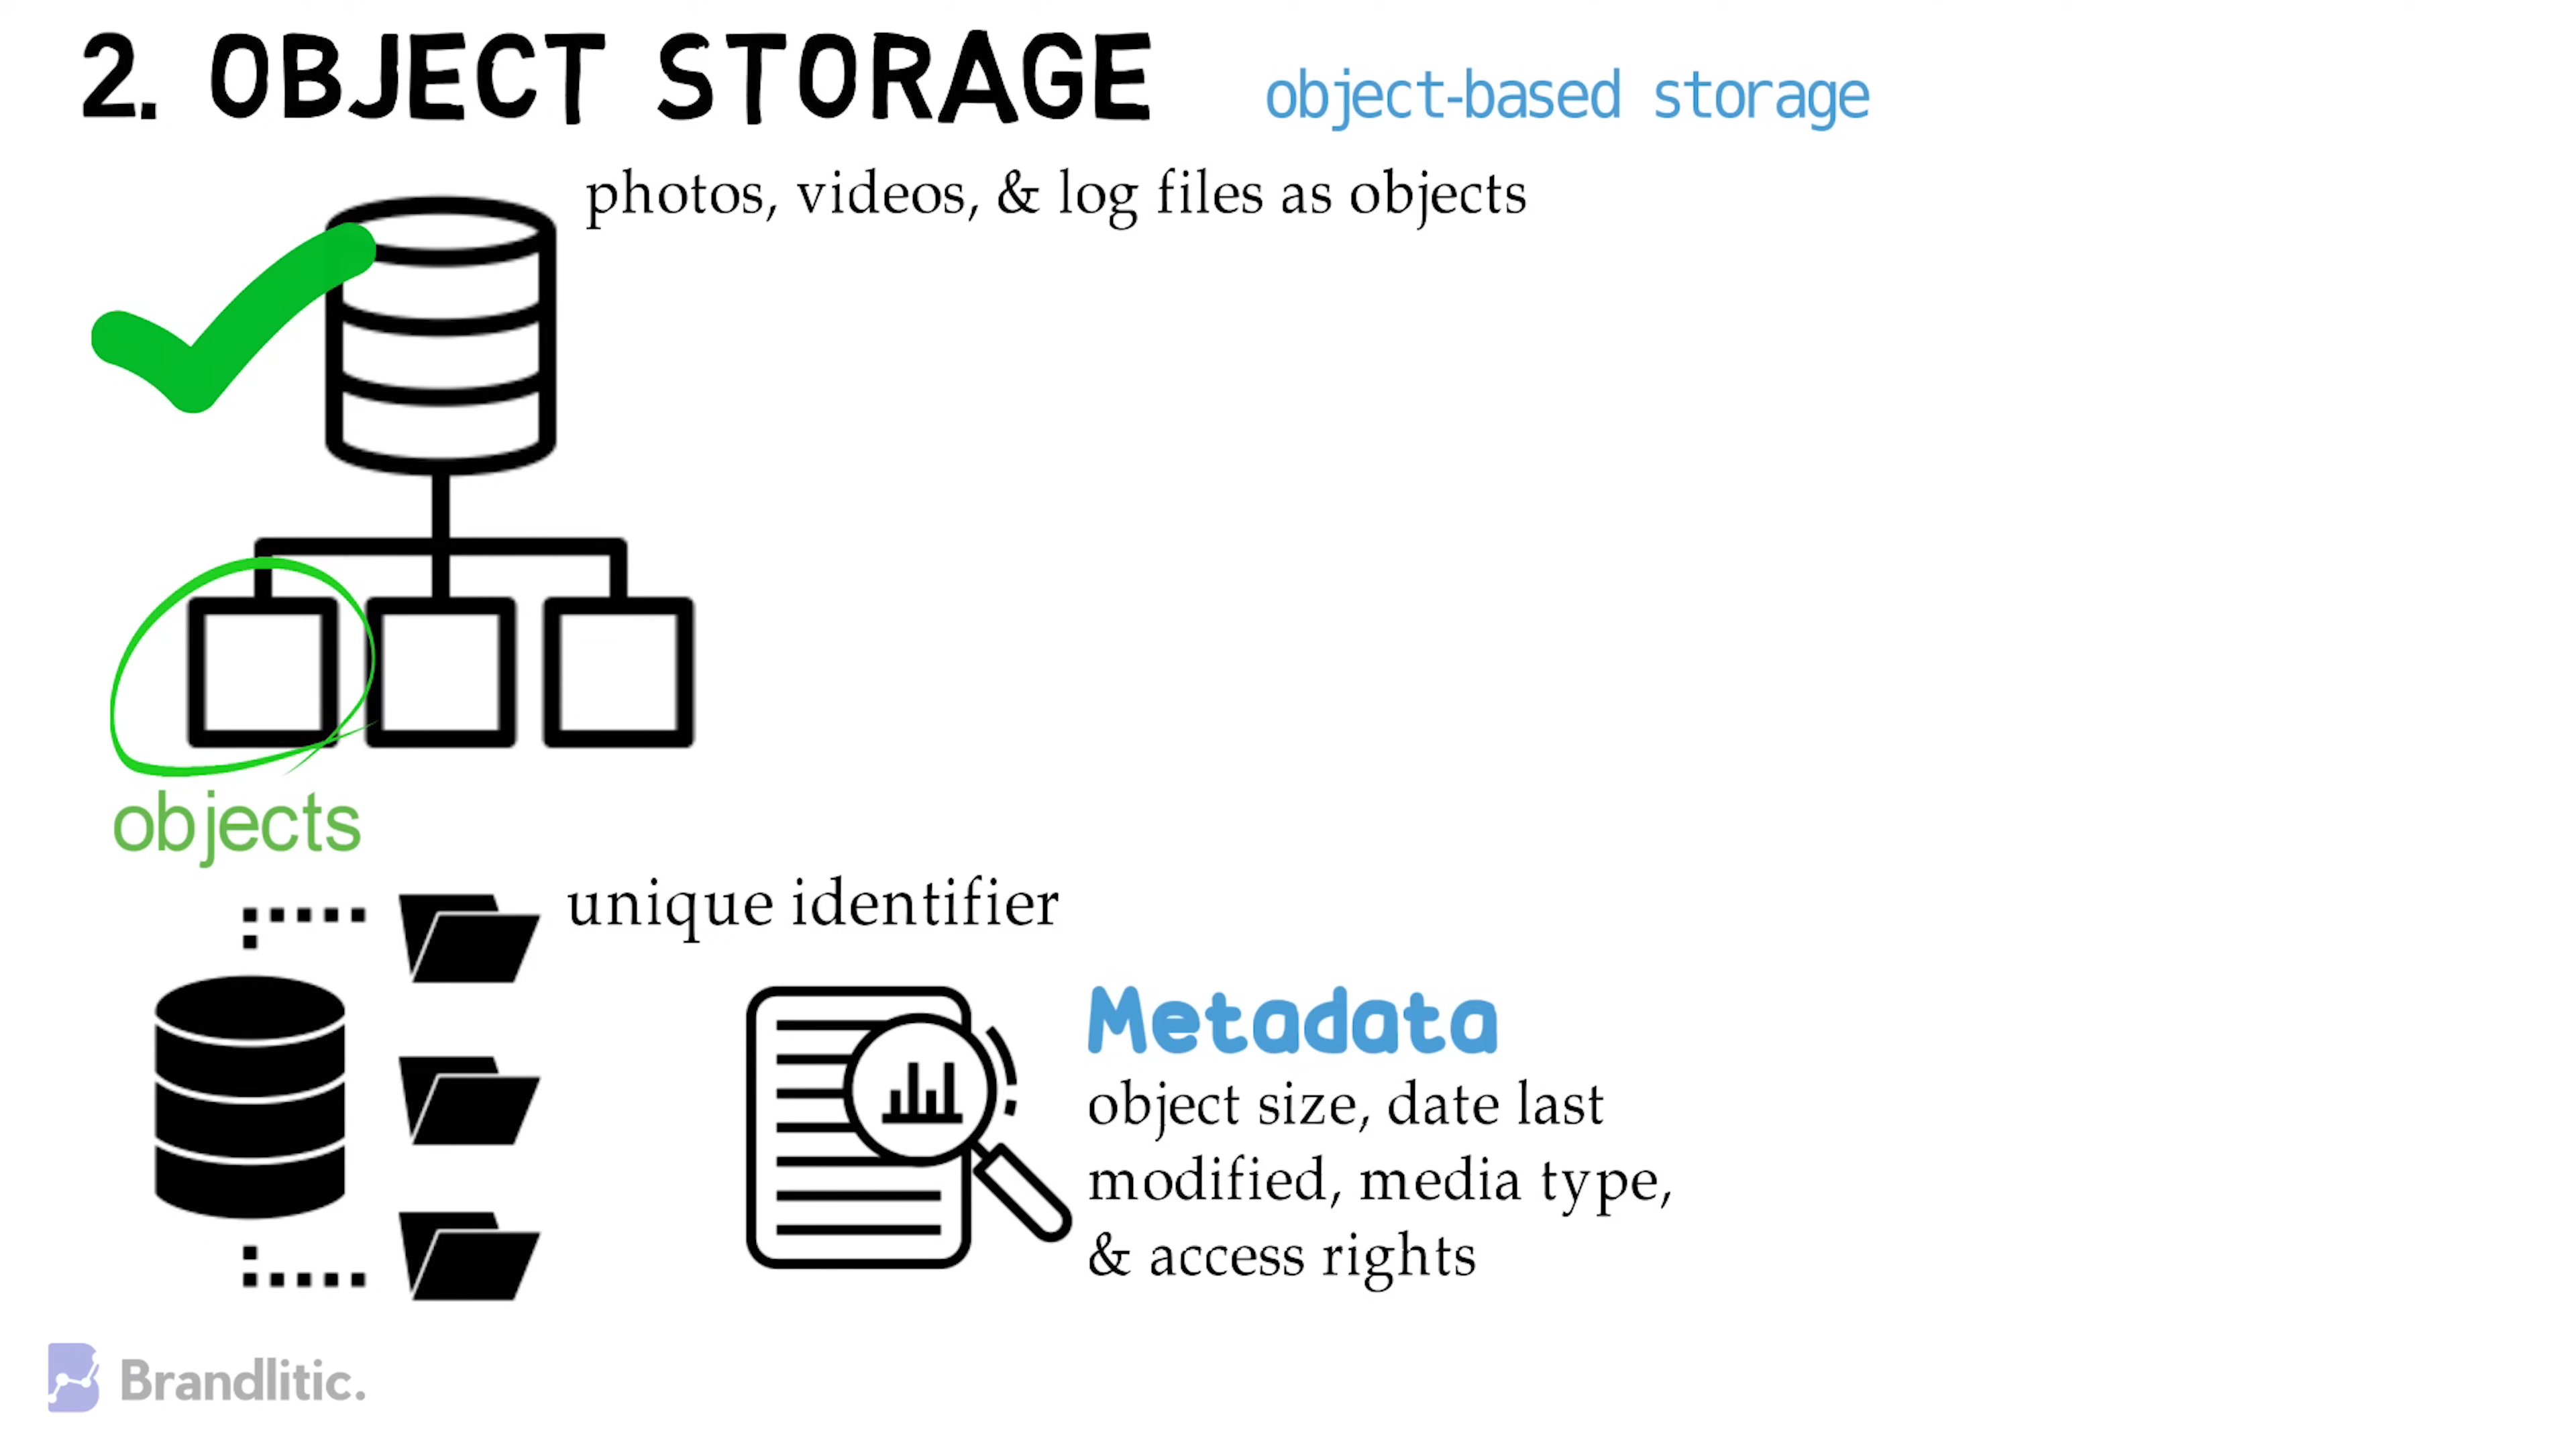 2. OBJECT STORAGE
object-based storage
photos, videos, & log files as objects
objects
unique identifier
Metadata
object size, date last
modified, media type,
& access rights
Brandlitic.